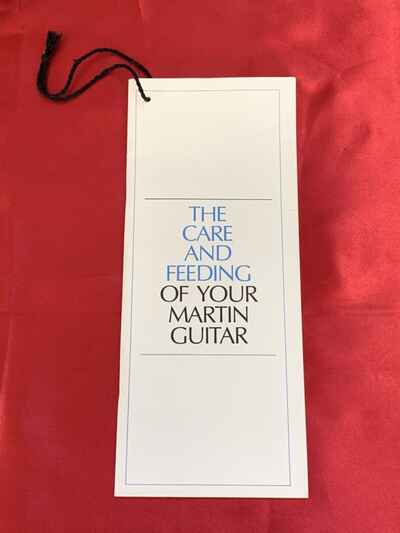 THE
CARE
AND
FEEDING
OF YOUR
MARTIN
GUITAR